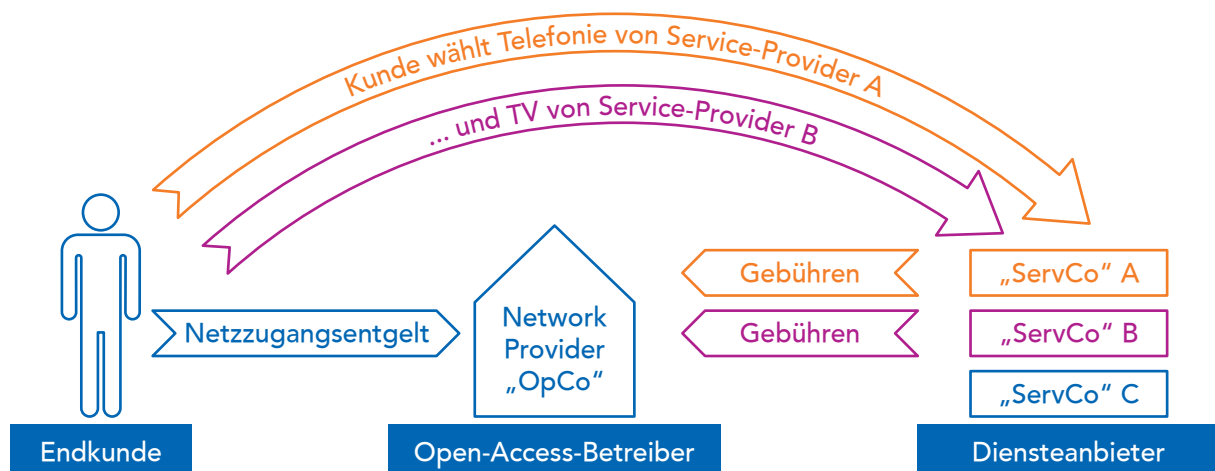 Kunde wählt Telefonie von Service-Provider A
... und TV von Service-Provider B
Gebühren
„ServCo“ A
Netzzugangsentgelt
Network
Provider
„OpCo“
Gebühren
„ServCo“ B
„ServCo“ C
Endkunde
Open-Access-Betreiber
Diensteanbieter